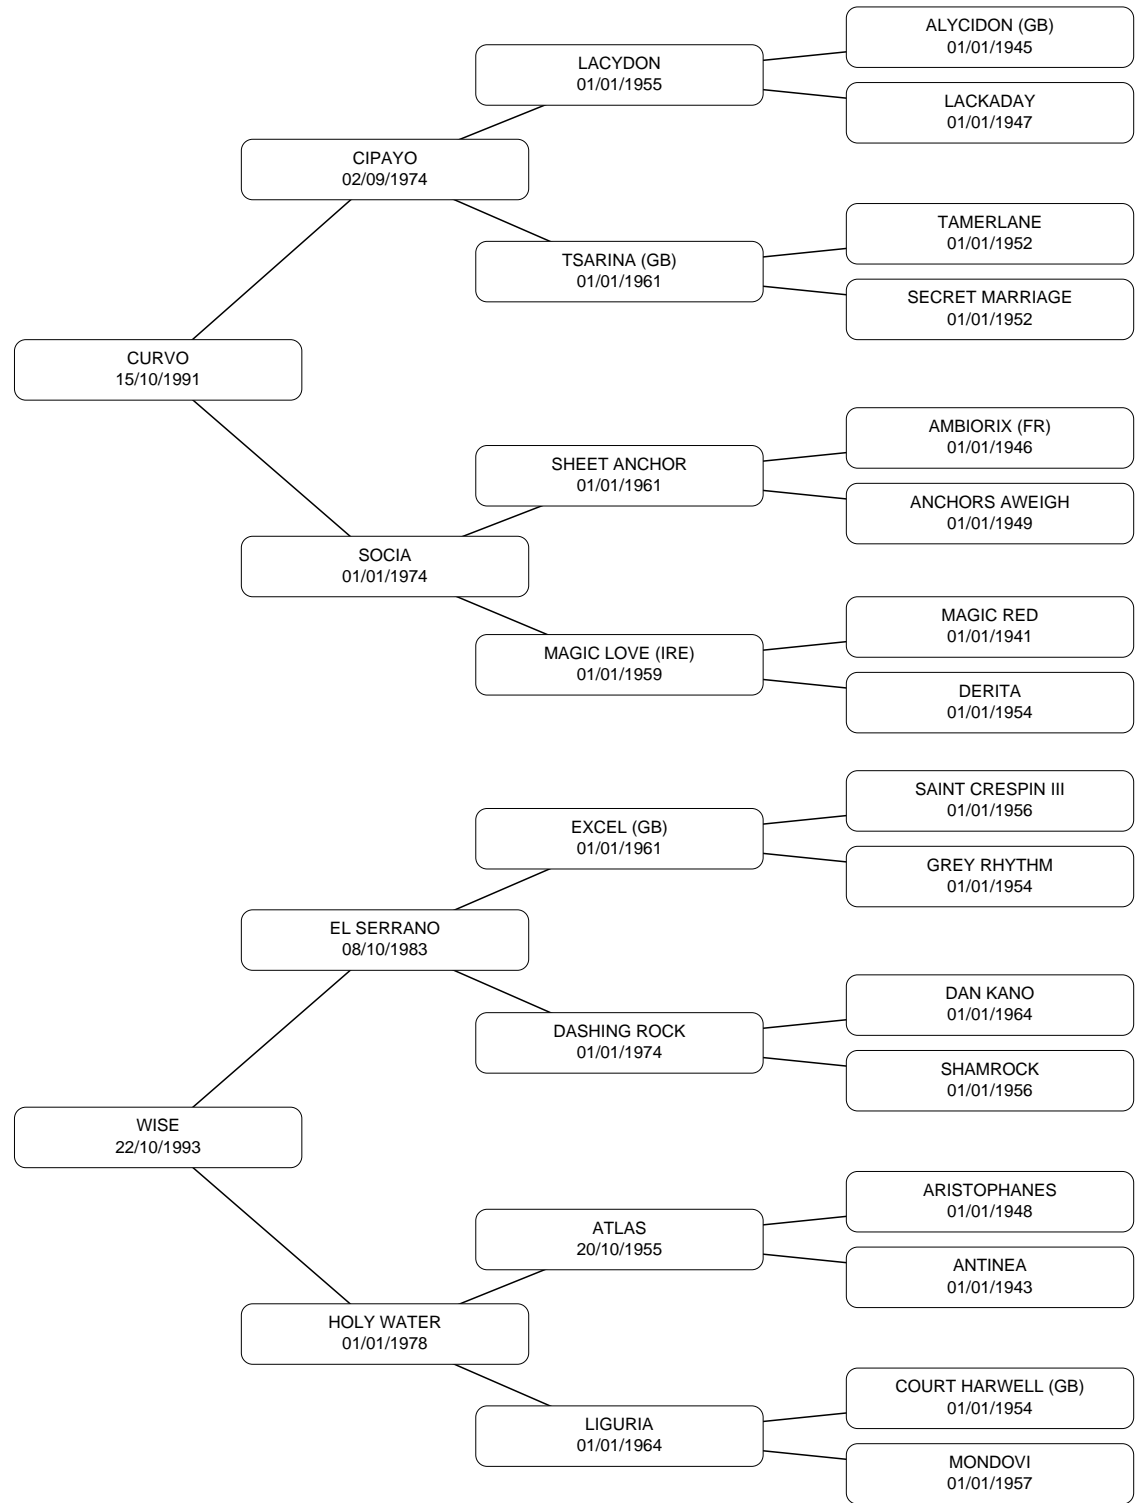 ALYCIDON (GB)
01/01/1945
LACYDON
01/01/1955
LACKADAY
01/01/1947
CIPAYO
02/09/1974
TAMERLANE
01/01/1952
TSARINA (GB)
01/01/1961
SECRET MARRIAGE
01/01/1952
CURVO
15/10/1991
AMBIORIX (FR)
01/01/1946
SHEET ANCHOR
01/01/1961
ANCHORS AWEIGH
01/01/1949
SOCIA
01/01/1974
MAGIC RED
01/01/1941
MAGIC LOVE (IRE)
01/01/1959
DERITA
01/01/1954
SAINT CRESPIN III
01/01/1956
EXCEL (GB)
01/01/1961
GREY RHYTHM
01/01/1954
EL SERRANO
08/10/1983
DAN KANO
01/01/1964
DASHING ROCK
01/01/1974
SHAMROCK
01/01/1956
WISE
22/10/1993
ARISTOPHANES
01/01/1948
ATLAS
20/10/1955
ANTINEA
01/01/1943
HOLY WATER
01/01/1978
COURT HARWELL (GB)
01/01/1954
LIGURIA
01/01/1964
MONDOVI
01/01/1957